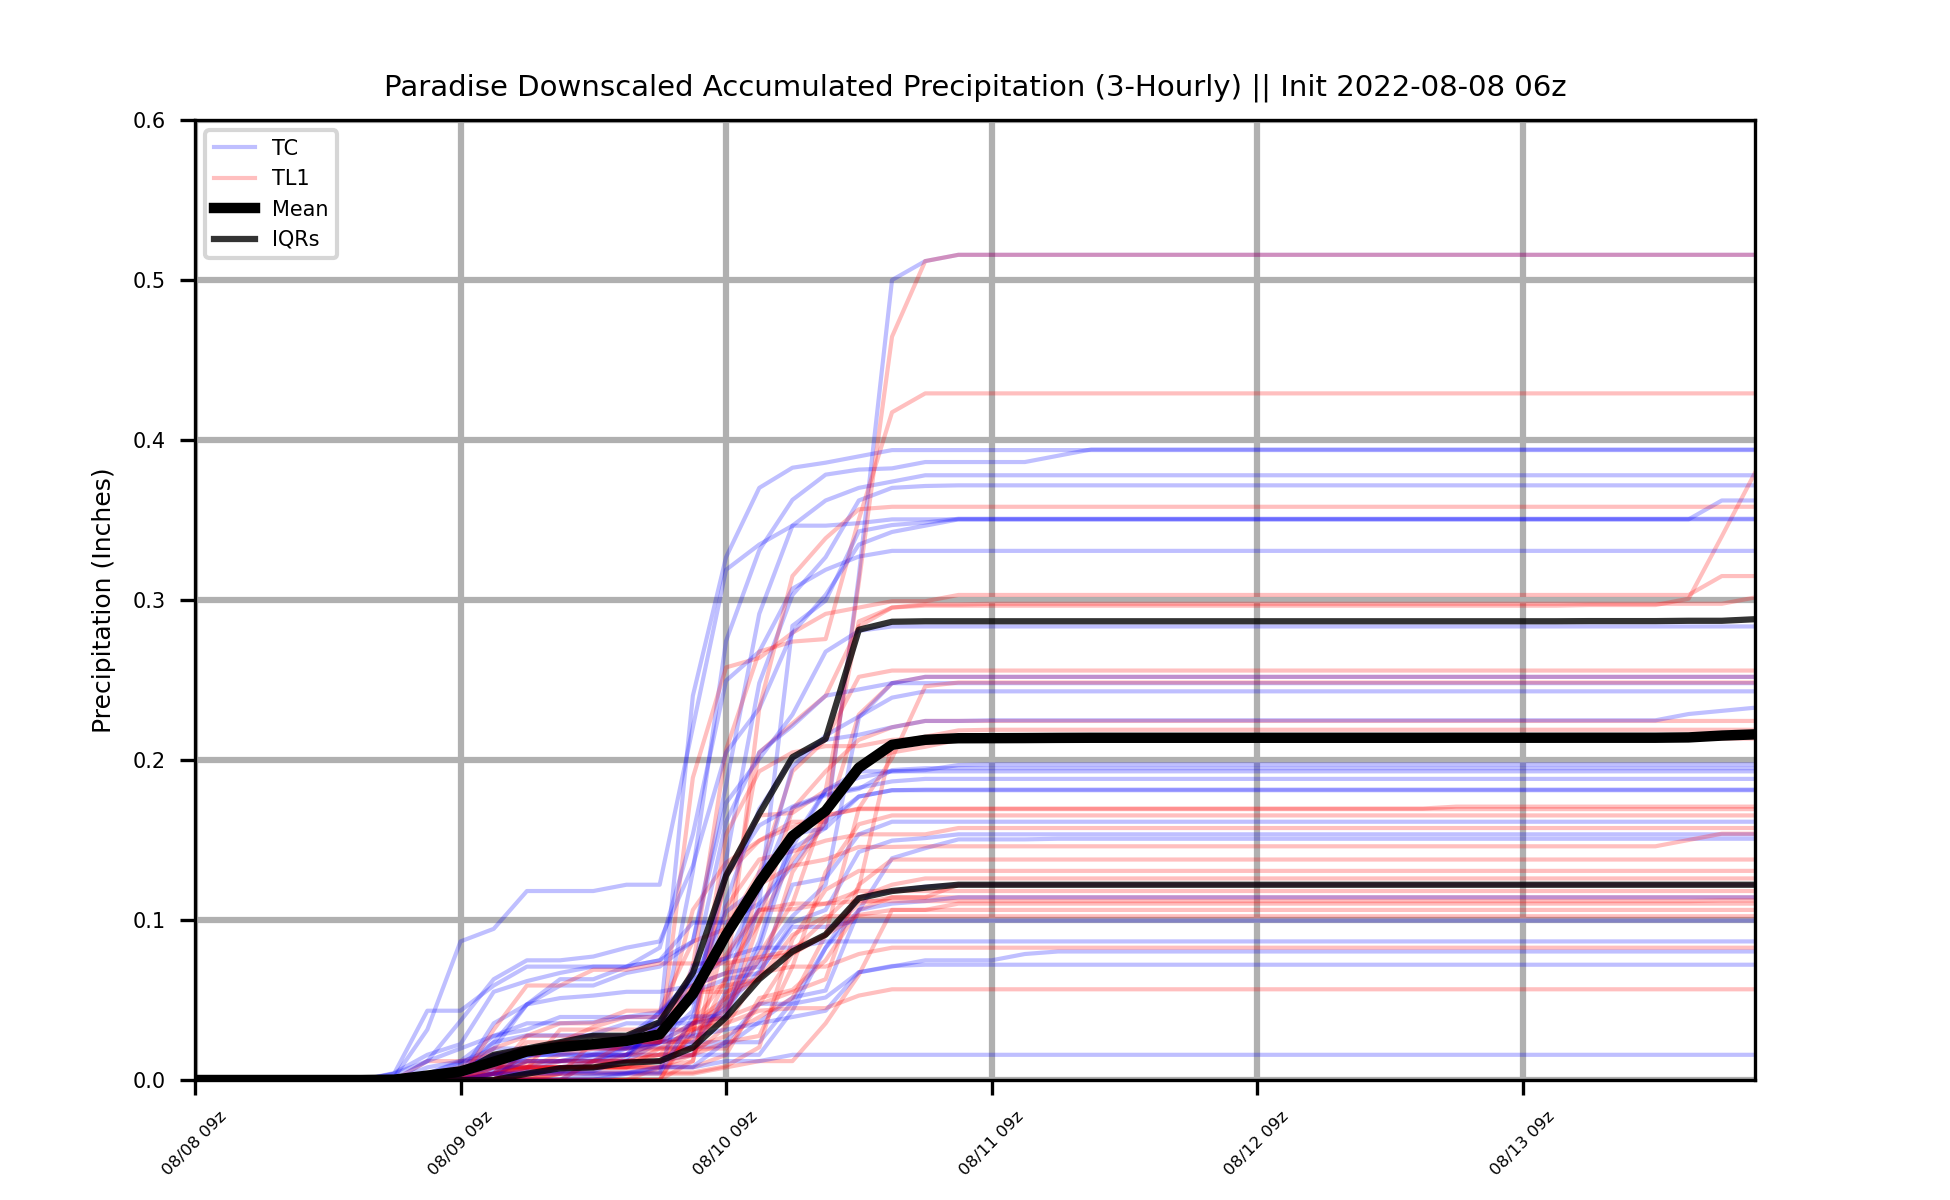 Paradise Downscaled Accumulated Precipitation (3-Hourly) || Init 2022-08-08 06z
TC
TL1
Mean
IQRs
Precipitation (Inches)
0.6
0.5
0.4
0.3
0.2
0.1
0.0
08/08 09z
08/09 09z
08/10 09z
08/11 09z
08/12 09z
08/13 09z